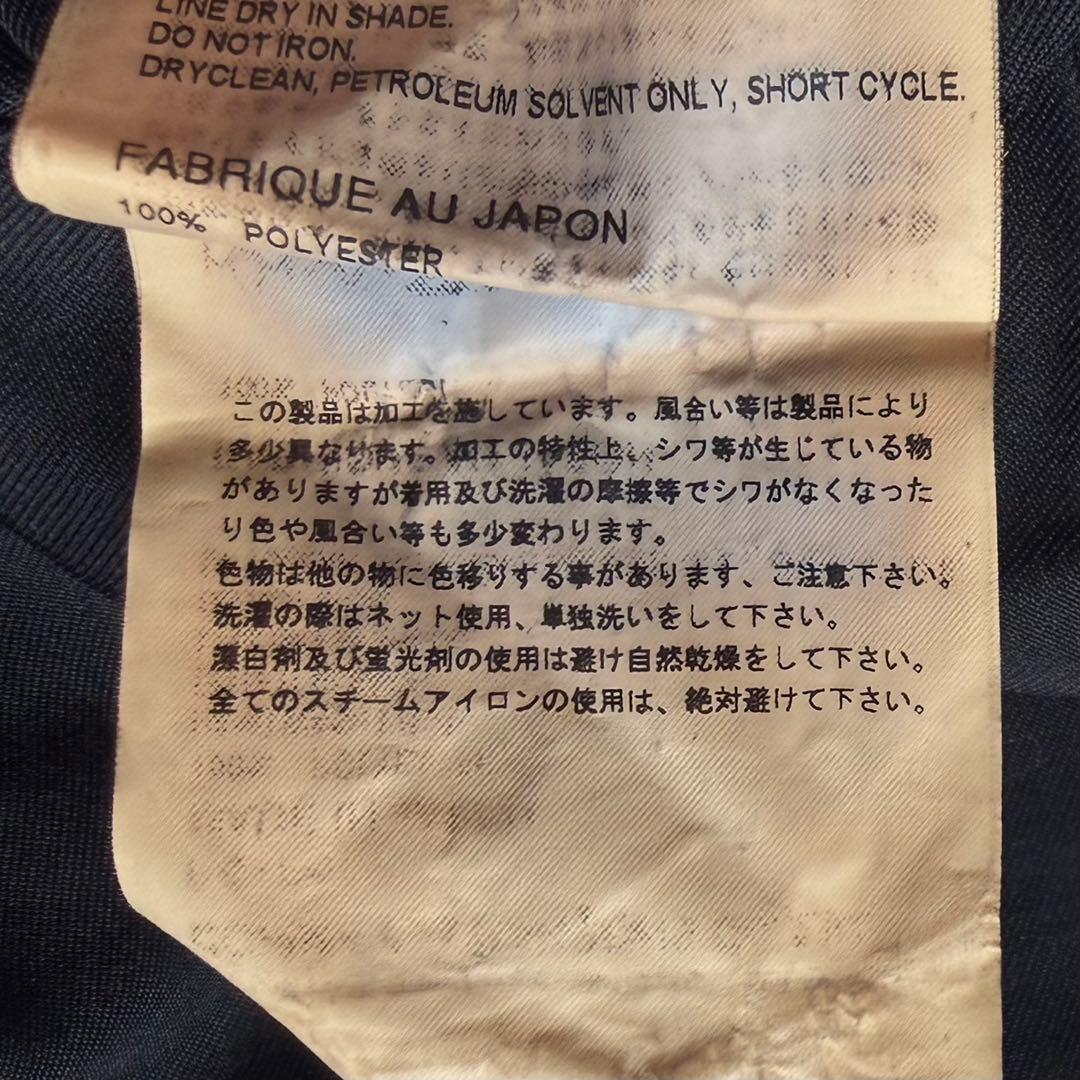 LINE DRY IN SHADE.
DO NOT IRON.
DRYCLEAN, PETROLEUM SOLVENT ONLY, SHORT CYCLE.
FABRIQUE AU JAPON
100% POLYESTER
この製品は加工を施しています。風合い等は製品により
多少異なります。加工の特性上、シワ等が生じている物
がありますが着用及び洗濯の摩擦等でシワがなくなった
り色や風合い等も多少変わります。
色物は他の物に色移りする事があります、ご注意下さい。
洗濯の際はネット使用、単独洗いをして下さい。
漂白剤及び蛍光剤の使用は避け自然乾燥をして下さい。
全てのスチームアイロンの使用は、絶対避けて下さい。